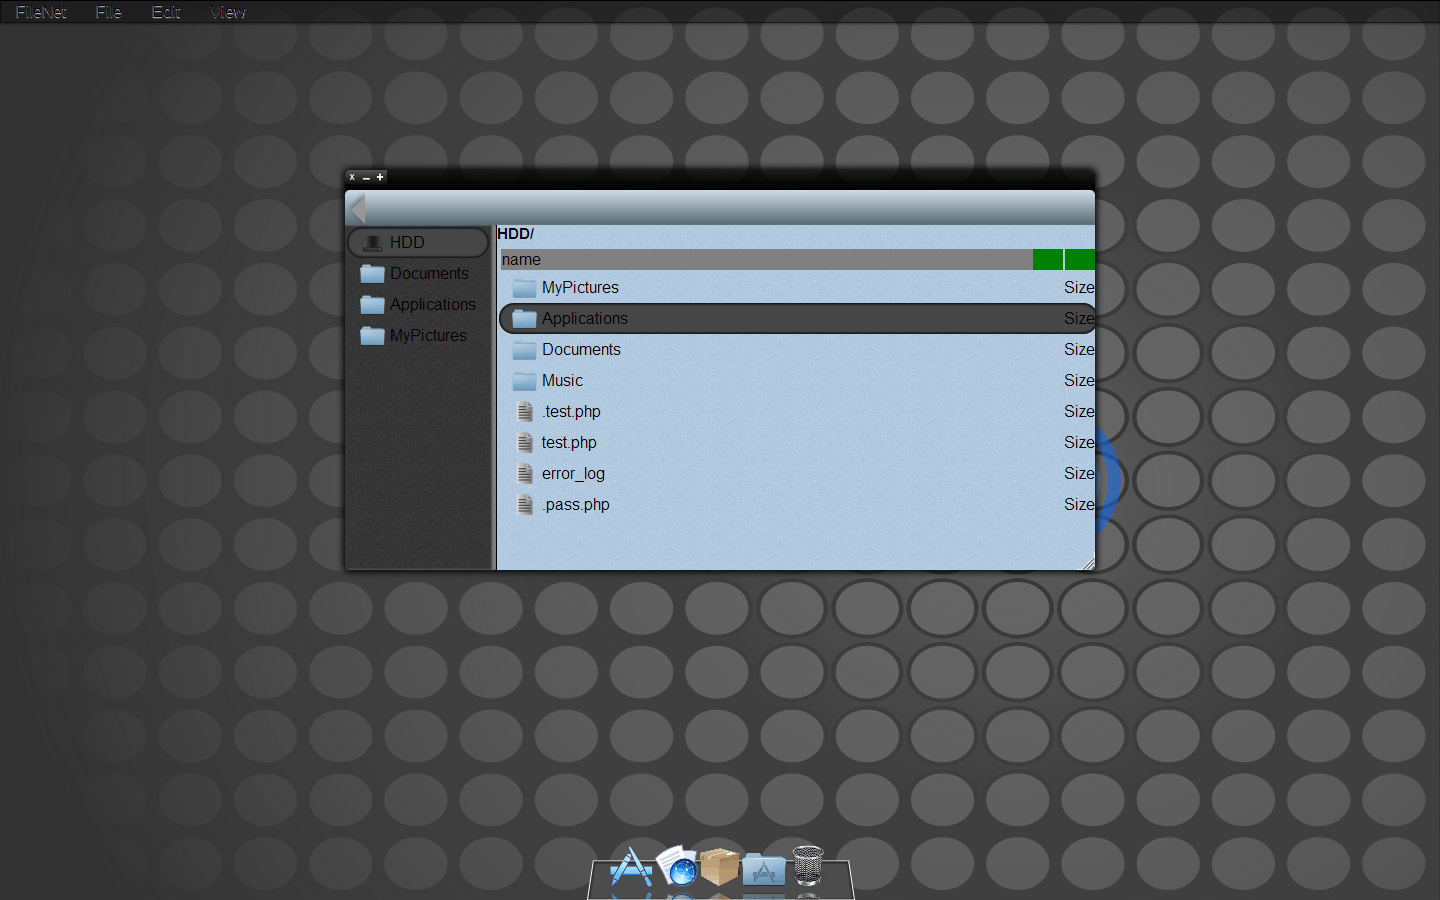 FileNet File Edit View
x – +
HDD/
HDD
Documents
Applications
MyPictures
name
MyPictures Size
Applications Size
Documents Size
Music Size
.test.php Size
test.php Size
error_log Size
.pass.php Size